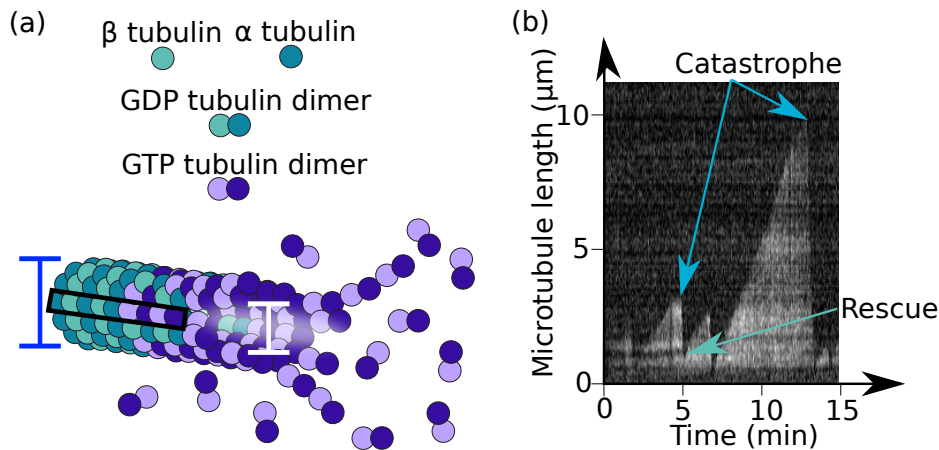 (a)
β tubulin α tubulin
GDP tubulin dimer
GTP tubulin dimer
(b)
Catastrophe
Microtubule length (μm)
10
5
0
Rescue
0 5 10 15
Time (min)